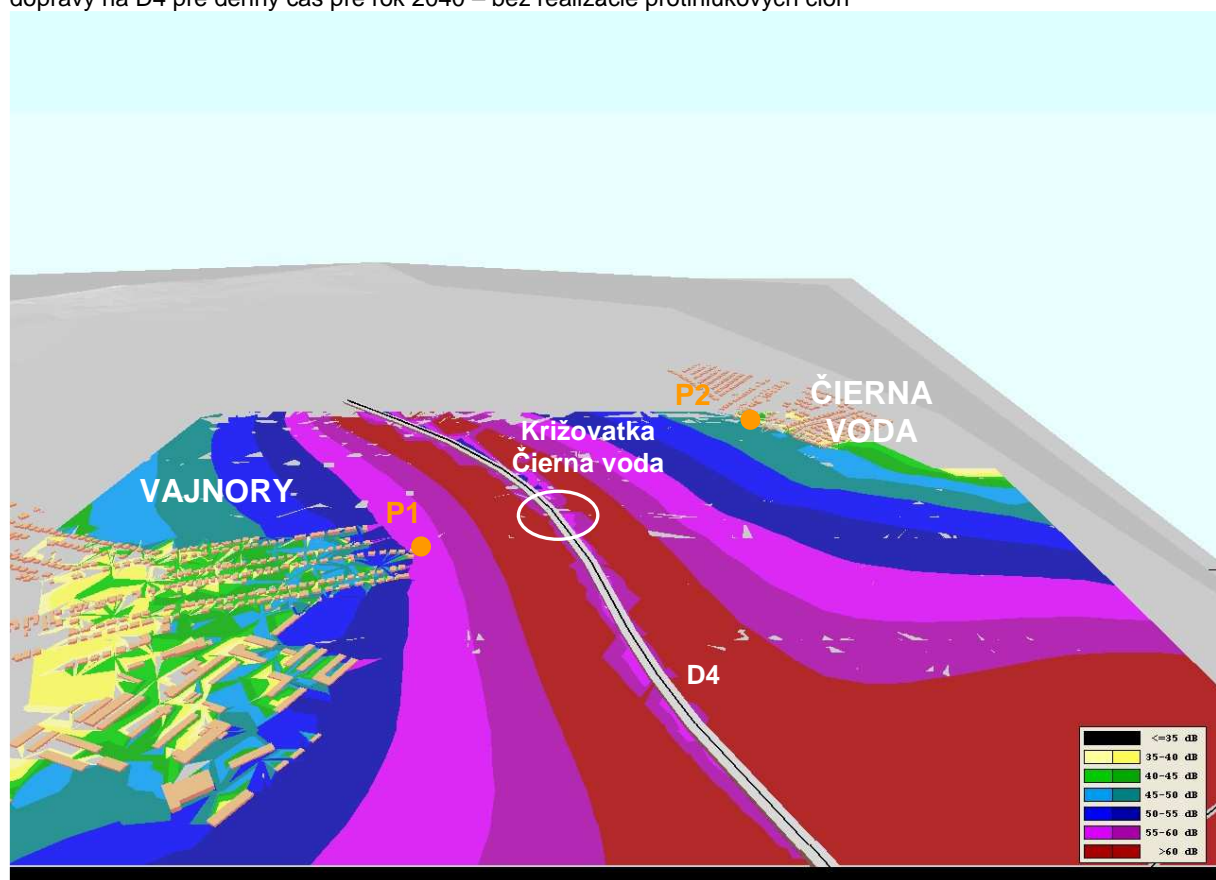 dopravy na D4 pre denný čas pre rok 2040 – bez realizácie protihlukových clôn
P2
ČIERNA
VODA
Križovatka
Čierna voda
VAJNORY
P1
D4
<=35 dB
35-40 dB
40-45 dB
45-50 dB
50-55 dB
55-60 dB
>60 dB